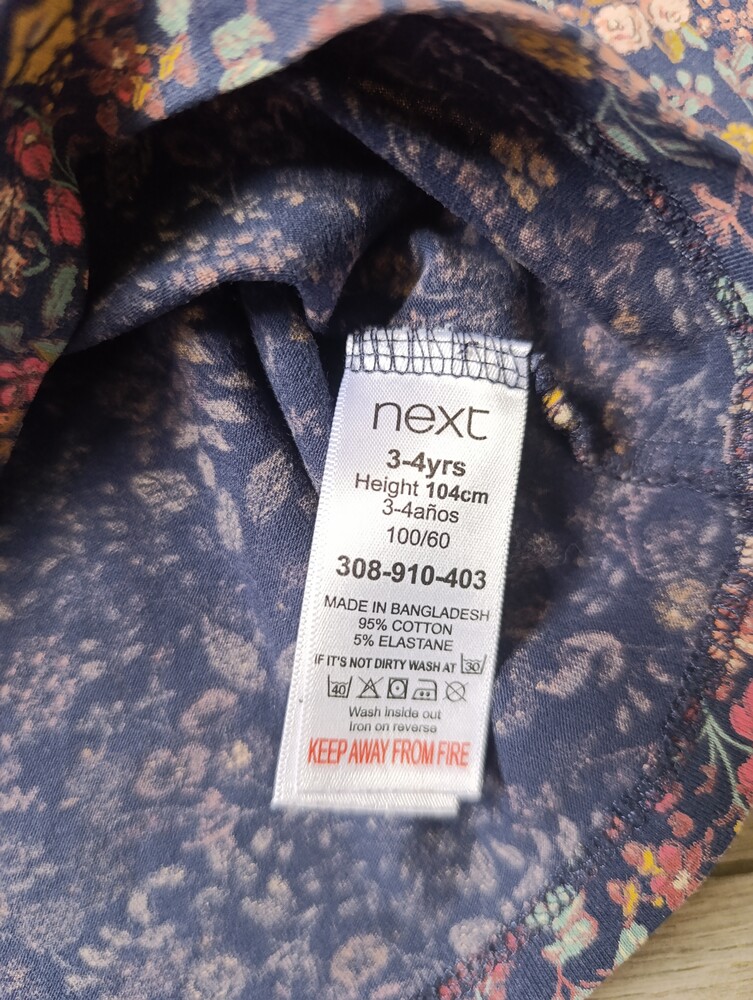 next
3-4yrs
Height 104cm
3-4años
100/60
308-910-403
MADE IN BANGLADESH
95% COTTON
5% ELASTANE
IF IT'S NOT DIRTY WASH AT 30
40
Wash inside out
Iron on reverse
KEEP AWAY FROM FIRE